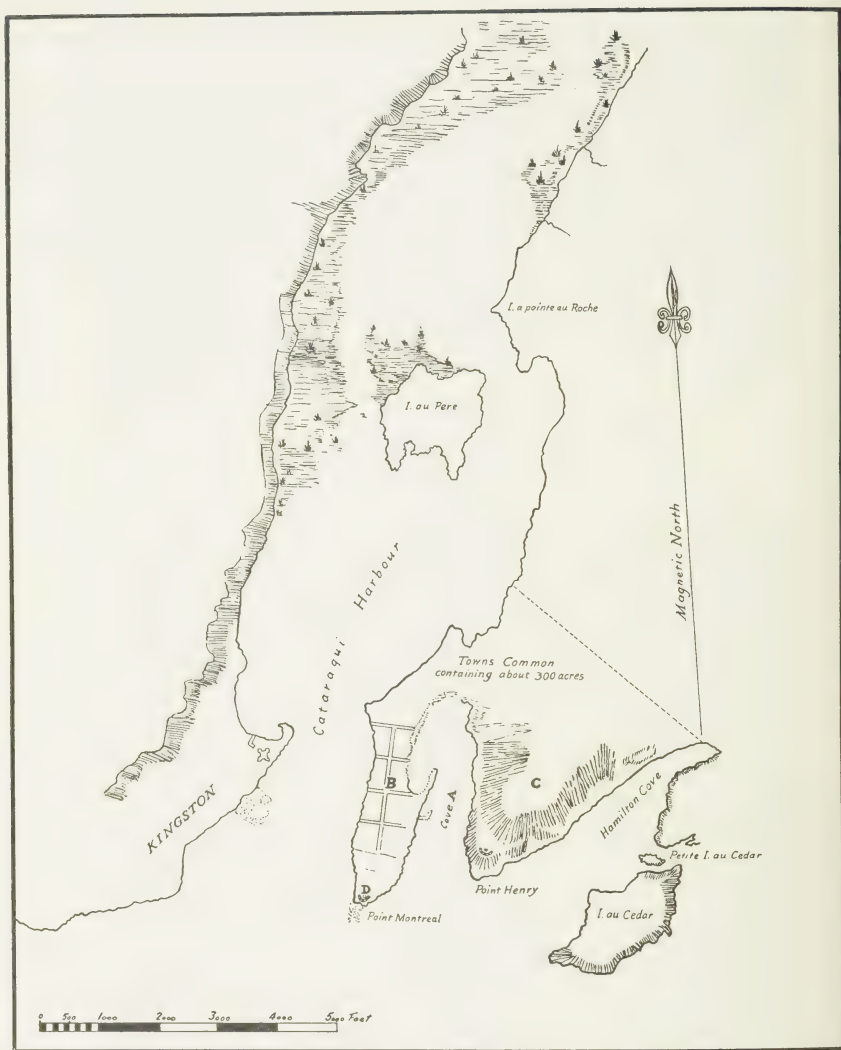 I. a pointe au Roche
I. au Pere
Magnetic North
Cataraqui Harbour
Towns Common
containing about 300 acres
B
Cove A
C
Hamilton Cove
KINGSTON
Petite I. au Cedar
D
Point Henry
I. au Cedar
Point Montreal
0 500 1000 2000 3000 4000 5000 Feet